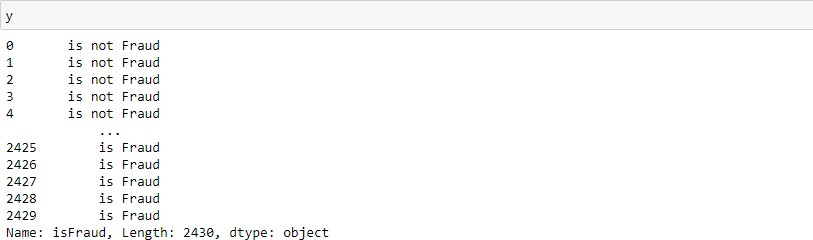 y
0 is not Fraud
1 is not Fraud
2 is not Fraud
3 is not Fraud
4 is not Fraud
...
2425 is Fraud
2426 is Fraud
2427 is Fraud
2428 is Fraud
2429 is Fraud
Name: isFraud, Length: 2430, dtype: object